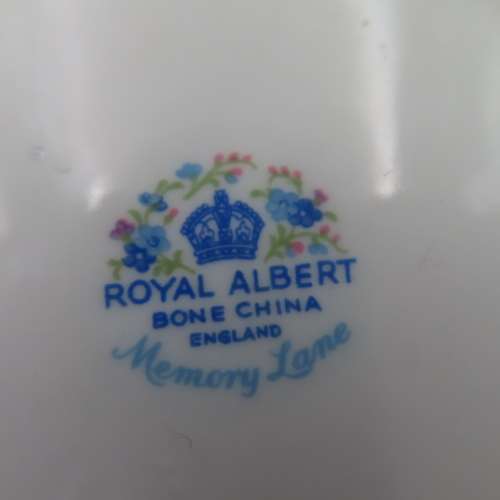 ROYAL ALBERT
BONE CHINA
ENGLAND
Memory Lane